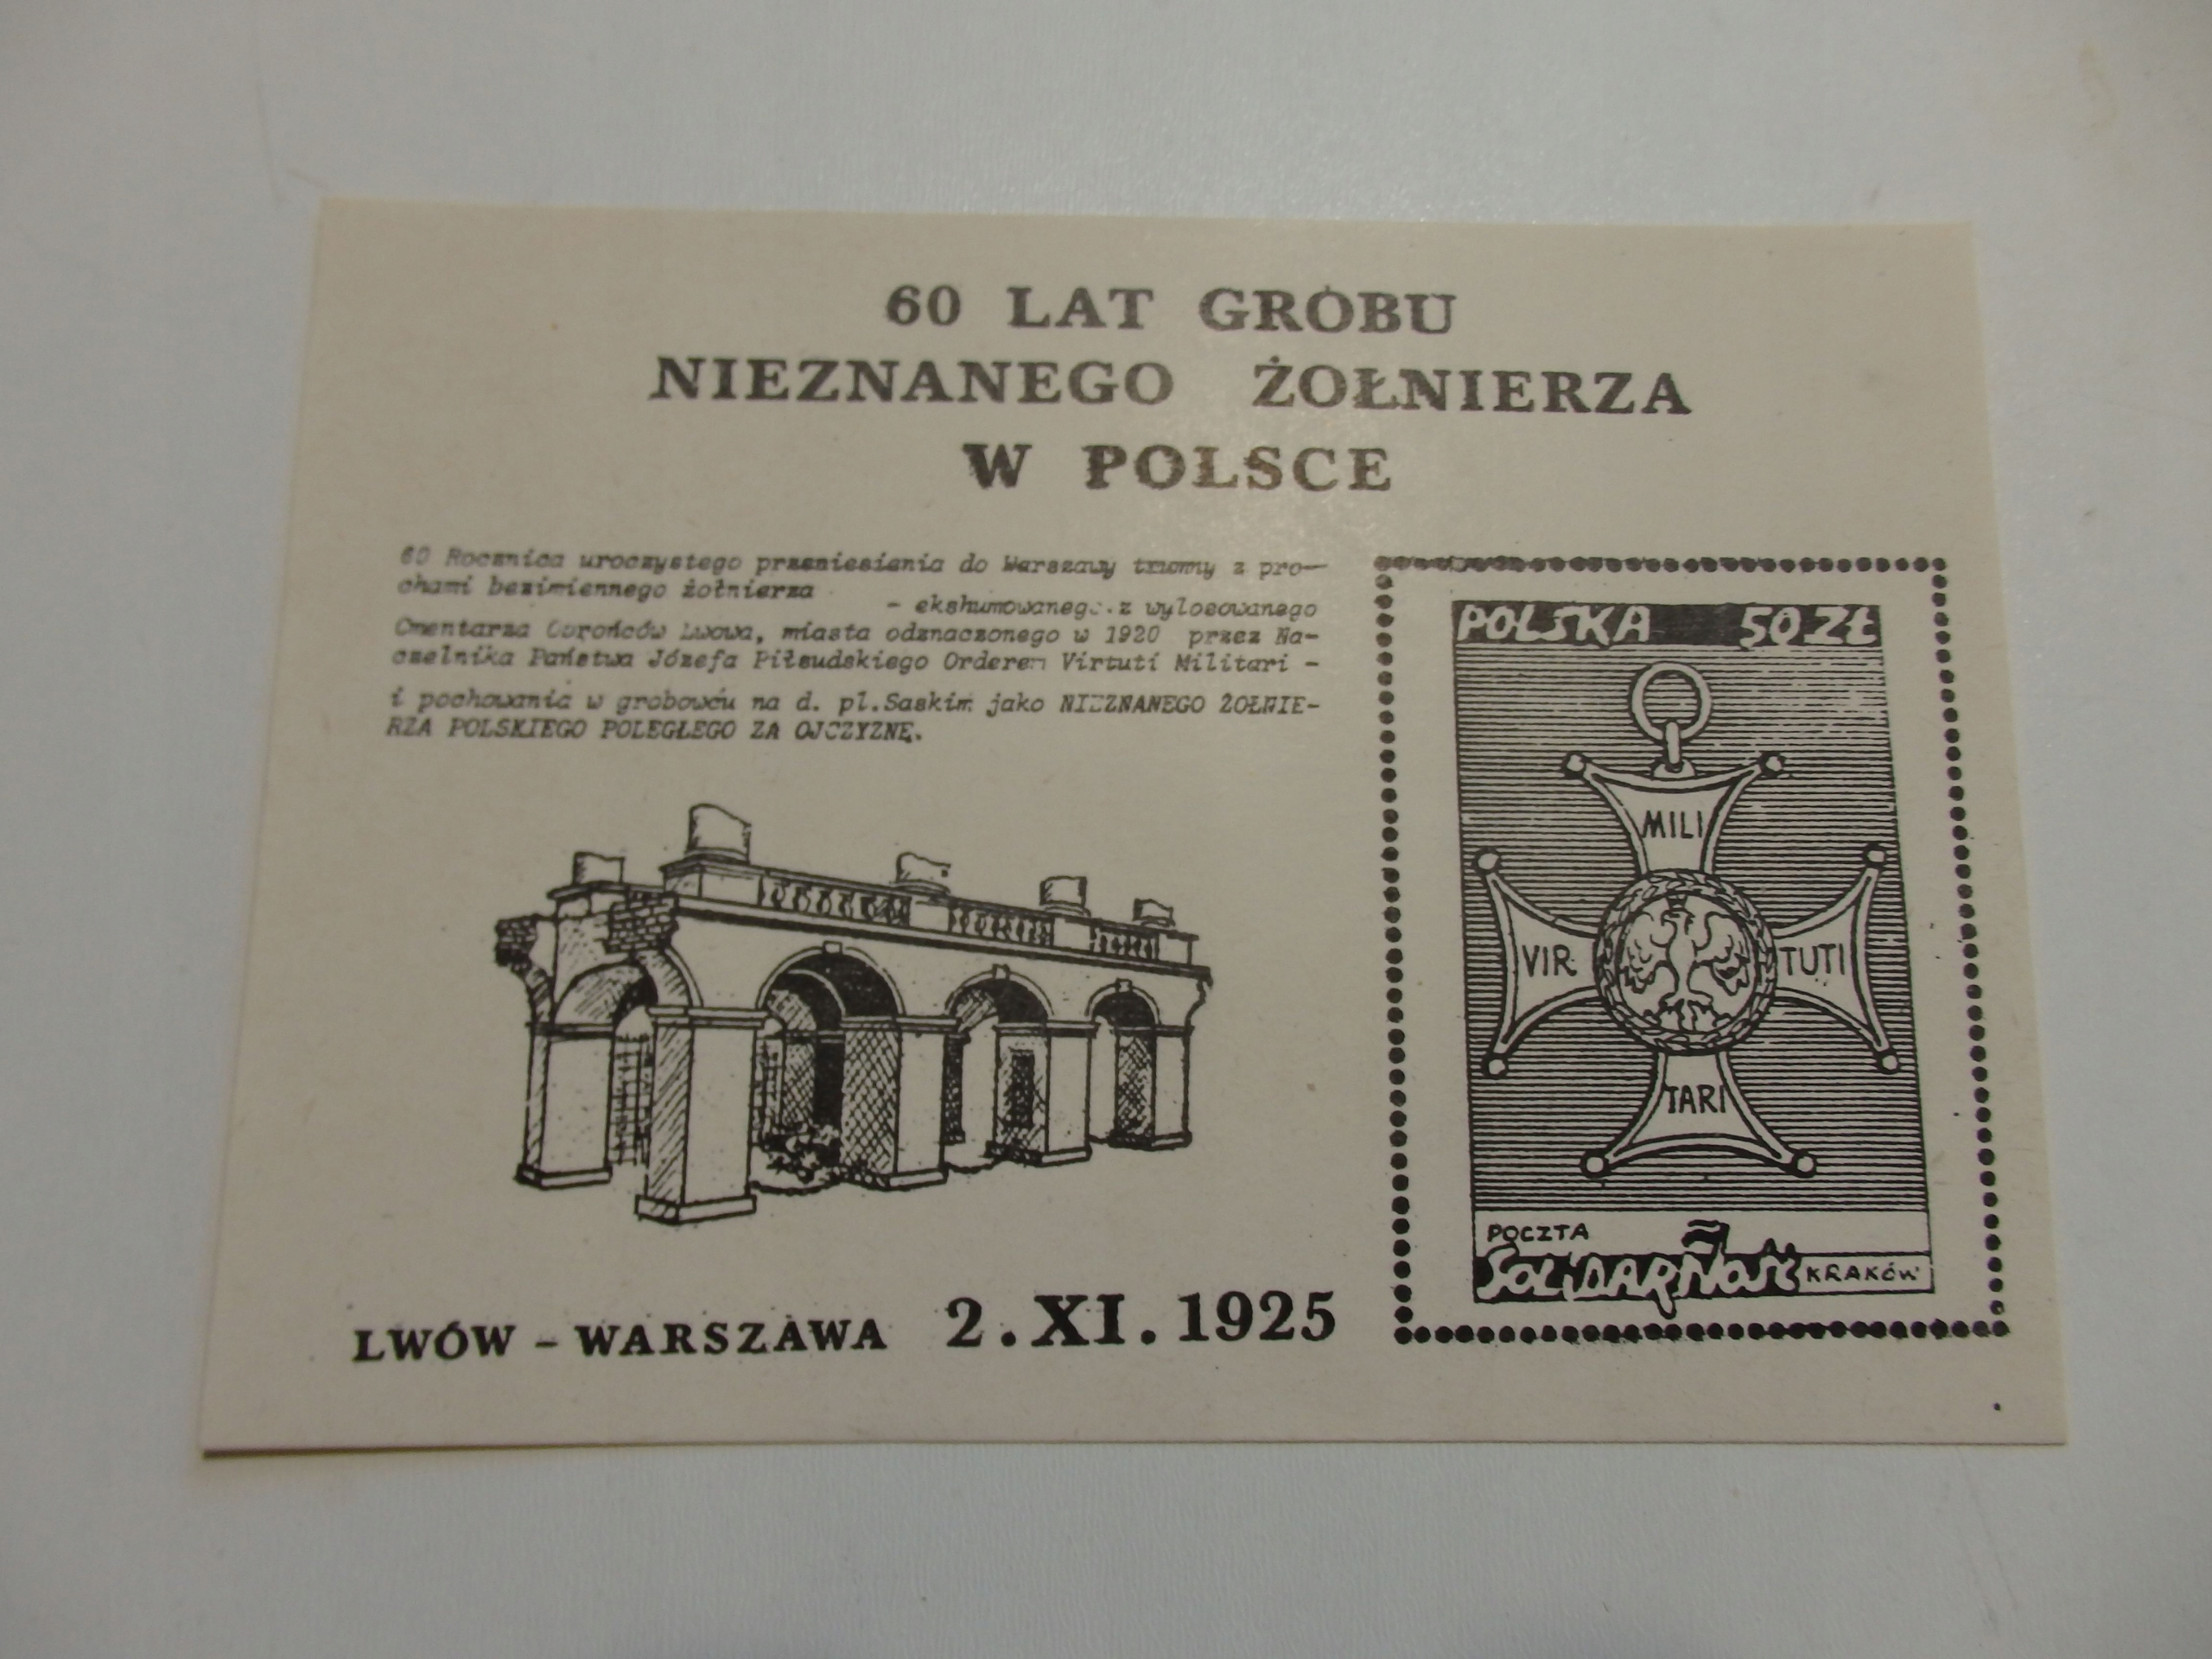 60 LAT GROBU
NIEZNANEGO ŻOŁNIERZA
W POLSCE
60 Rocznica uroczystego przeniesienia do Warszawy trumny z pro-
chami bezimiennego żołnierza
- ekshumowanego z wylosowanego
Cmentarza Obrońców Lwowa, miasta odznaczonego w 1920 przez Na-
czelnika Państwa Józefa Piłsudskiego Orderem Virtuti Militari -
i pochowania w grobowcu na d. pl.Saskim jako NIEZNANEGO ŻOŁNIE-
RZA POLSKIEGO POLEGŁEGO ZA OJCZYZNĘ.
LWÓW - WARSZAWA 2.XI.1925
POLSKA 50 ZŁ
MILI
VIR TUTI
TARI
POCZTA
SOLIDARNOŚĆ KRAKÓW